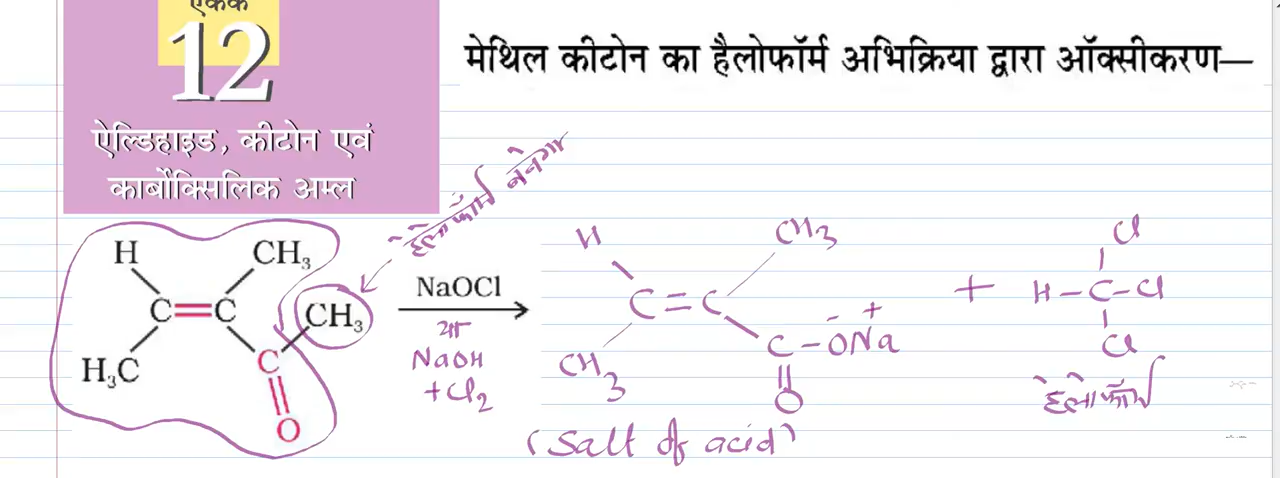 एकक
12
ऐल्डिहाइड, कीटोन एवं
कार्बोक्सिलिक अम्ल
मेथिल कीटोन का हैलोफॉर्म अभिक्रिया द्वारा ऑक्सीकरण—
हैलोफॉर्म बनेगा
H CH₃
C=C CH₃
H₃C C
O
NaOCl
या
NaOH
+Cl₂
H CH₃
C=C
CH₃ C-ONa
- +
O
(Salt of acid)
+
Cl
H-C-Cl
Cl
हैलोफॉर्म